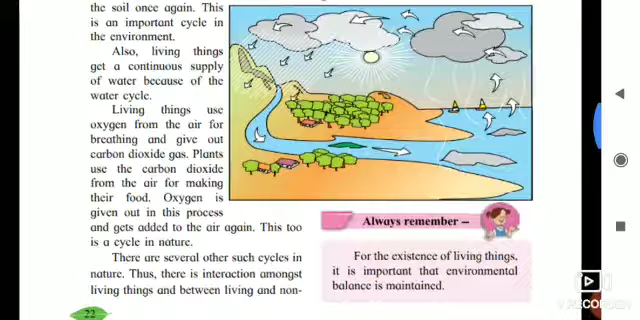 the soil once again. This
is an important cycle in
the environment.
Also, living things
get a continuous supply
of water because of the
water cycle.
Living things use
oxygen from the air for
breathing and give out
carbon dioxide gas. Plants
use the carbon dioxide
from the air for making
their food. Oxygen is
given out in this process
and gets added to the air again. This too
is a cycle in nature.
There are several other such cycles in
nature. Thus, there is interaction amongst
living things and between living and non-
22
Always remember –
For the existence of living things,
it is important that environmental
balance is maintained.
V RECORDER